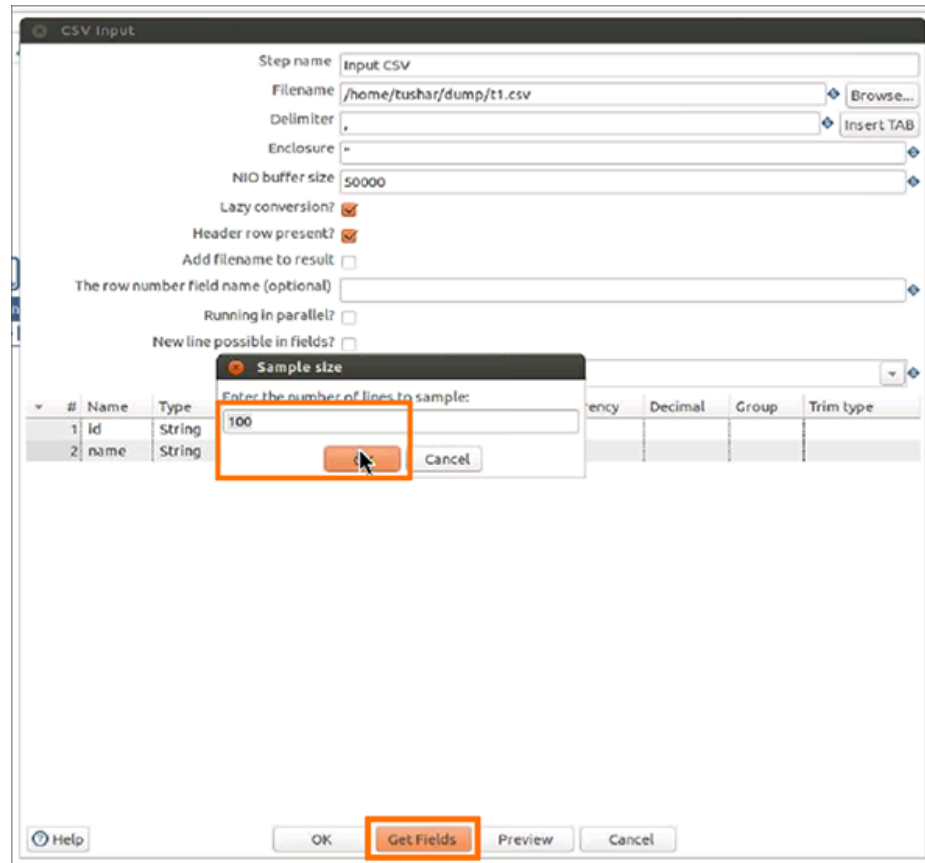 CSV Input
Step name Input CSV
Filename /home/tushar/dump/t1.csv Browse...
Delimiter , Insert TAB
Enclosure "
NIO buffer size 50000
Lazy conversion?
Header row present?
Add filename to result
The row number field name (optional)
Running in parallel?
New line possible in fields?
Sample size
Enter the number of lines to sample:
100
Cancel
# Name Type Decimal Group Trim type
1 id String
2 name String
Help OK Get Fields Preview Cancel